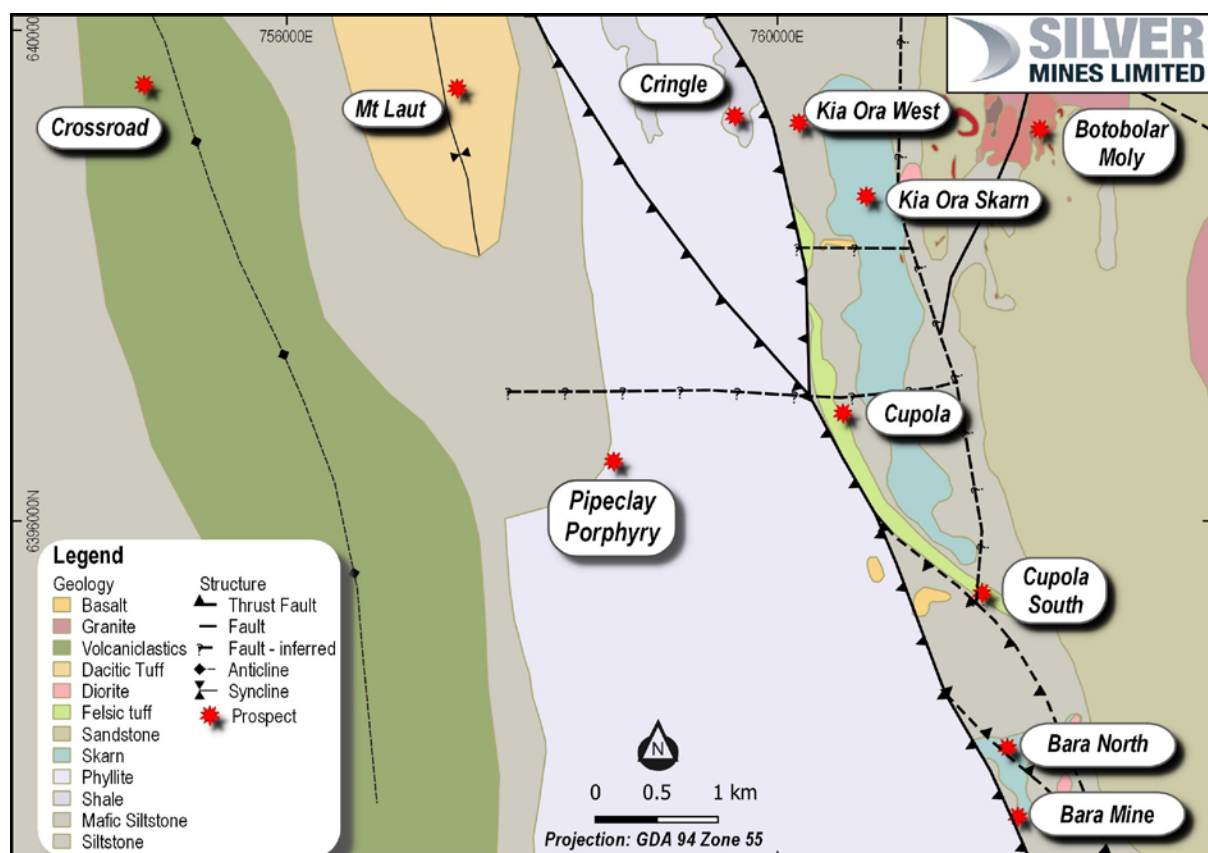 640000
756000E
760000E
SILVER
MINES LIMITED
Crossroad
Mt Laut
Cringle
Kia Ora West
Botobolar
Moly
Kia Ora Skarn
Cupola
Pipeclay
Porphyry
6396000N
Cupola
South
Bara North
Bara Mine
Legend
Geology
Basalt
Granite
Volcaniclastics
Dacitic Tuff
Diorite
Felsic tuff
Sandstone
Skarn
Phyllite
Shale
Mafic Siltstone
Siltstone
Structure
Thrust Fault
Fault
Fault - inferred
Anticline
Syncline
Prospect
N
0 0.5 1 km
Projection: GDA 94 Zone 55